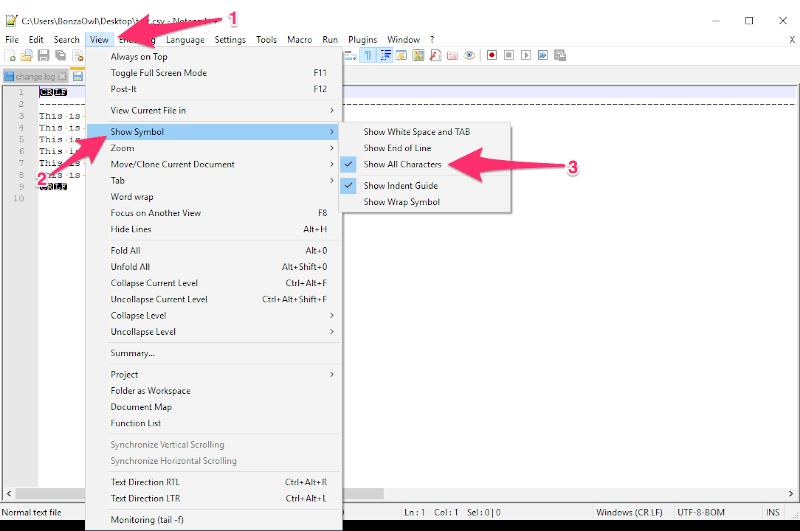 C:\Users\BonzaOwl\Desktop\
File Edit Search View Language Settings Tools Macro Run Plugins Window ? X
change.log
1 CR LF
2
3 This is
4 This is
5 This is
6 This is
7 This is
8 This is
9 CR LF
10
Always on Top
Toggle Full Screen Mode F11
Post-It F12
View Current File in
Show Symbol
Zoom
Move/Clone Current Document
Tab
Word wrap
Focus on Another View F8
Hide Lines Alt+H
Fold All Alt+0
Unfold All Alt+Shift+0
Collapse Current Level Ctrl+Alt+F
Uncollapse Current Level Ctrl+Alt+Shift+F
Collapse Level
Uncollapse Level
Summary...
Project
Folder as Workspace
Document Map
Function List
Synchronize Vertical Scrolling
Synchronize Horizontal Scrolling
Text Direction RTL Ctrl+Alt+R
Text Direction LTR Ctrl+Alt+L
Monitoring (tail -f)
Show White Space and TAB
Show End of Line
Show All Characters
Show Indent Guide
Show Wrap Symbol
1
2
3
Normal text file Ln : 1 Col : 1 Sel : 0 | 0 Windows (CR LF) UTF-8-BOM INS